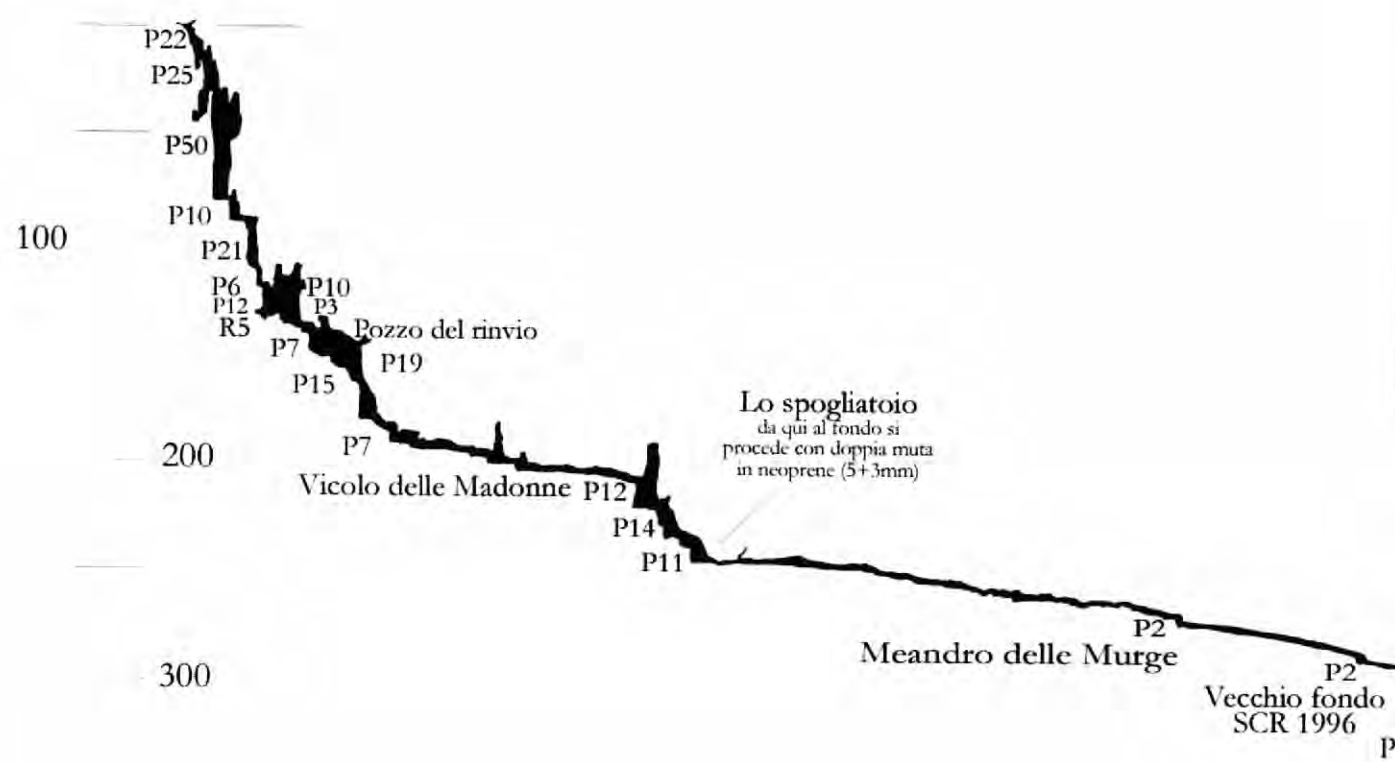 P22
P25
P50
P10
100
P21
P6
P10
P12
P3
R5
Pozzo del rinvio
P7
P19
P15
Lo spogliatoio
da qui al fondo si
procede con doppia muta
in neoprene (5+3mm)
P7
200
Vicolo delle Madonne
P12
P14
P11
P2
Meandro delle Murge
300
P2
Vecchio fondo
SCR 1996
P